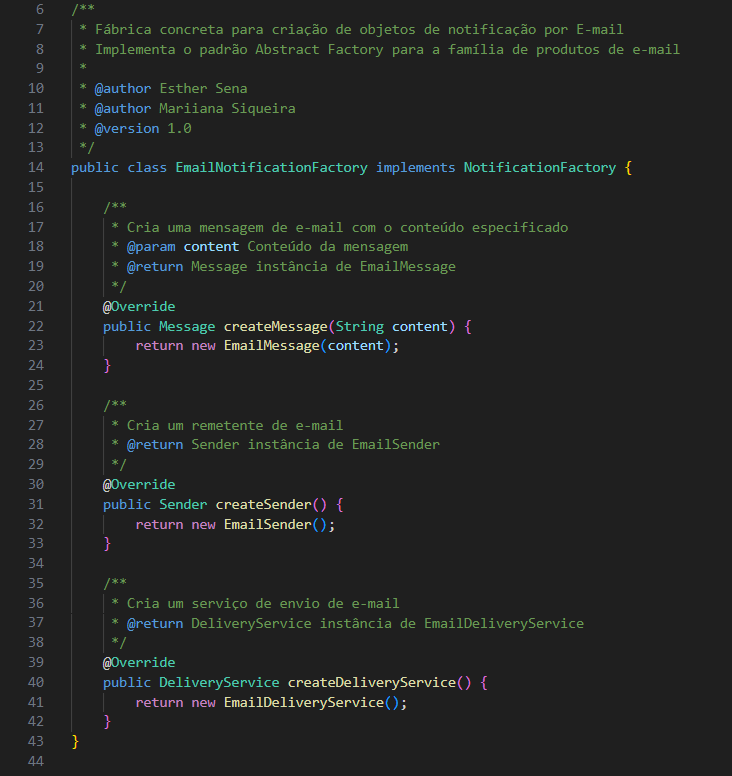 6 /**
7  * Fábrica concreta para criação de objetos de notificação por E-mail
8  * Implementa o padrão Abstract Factory para a família de produtos de e-mail
9  *
10  * @author Esther Sena
11  * @author Mariiana Siqueira
12  * @version 1.0
13  */
14 public class EmailNotificationFactory implements NotificationFactory {
15
16     /**
17      * Cria uma mensagem de e-mail com o conteúdo especificado
18      * @param content Conteúdo da mensagem
19      * @return Message instância de EmailMessage
20      */
21     @Override
22     public Message createMessage(String content) {
23         return new EmailMessage(content);
24     }
25
26     /**
27      * Cria um remetente de e-mail
28      * @return Sender instância de EmailSender
29      */
30     @Override
31     public Sender createSender() {
32         return new EmailSender();
33     }
34
35     /**
36      * Cria um serviço de envio de e-mail
37      * @return DeliveryService instância de EmailDeliveryService
38      */
39     @Override
40     public DeliveryService createDeliveryService() {
41         return new EmailDeliveryService();
42     }
43 }
44